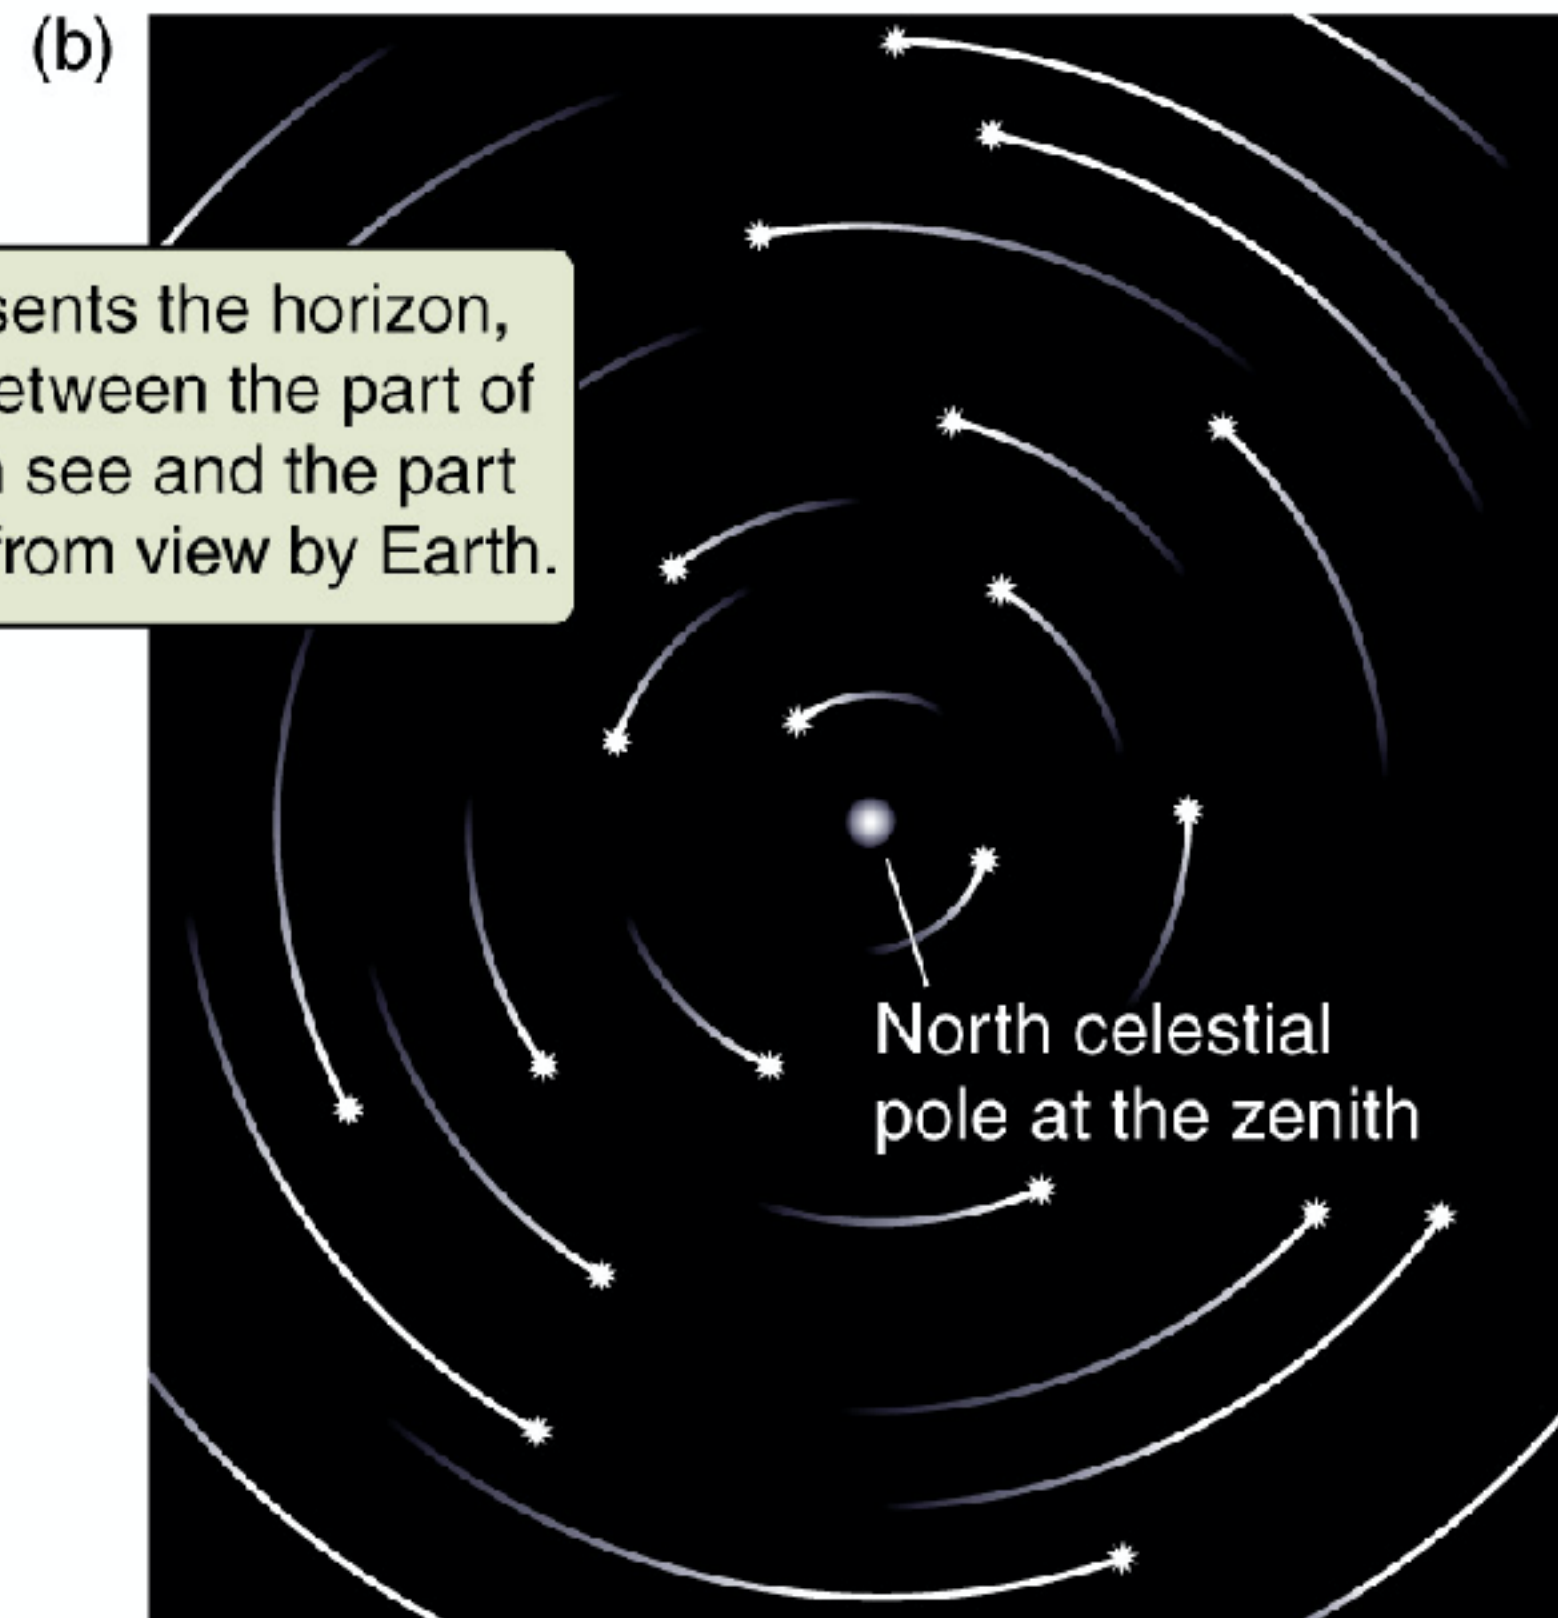 (b)
sents the horizon,
etween the part of
see and the part
from view by Earth.
North celestial
pole at the zenith